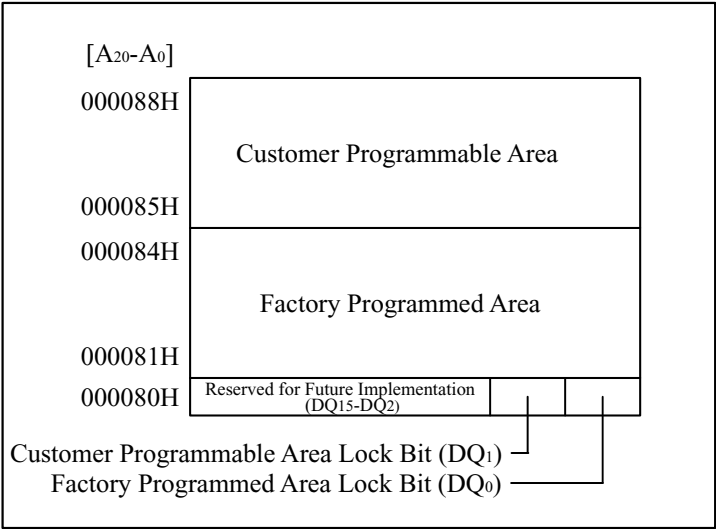 [A20-A0]
000088H
Customer Programmable Area
000085H
000084H
Factory Programmed Area
000081H
000080H
Reserved for Future Implementation
(DQ15-DQ2)
Customer Programmable Area Lock Bit (DQ1)
Factory Programmed Area Lock Bit (DQ0)